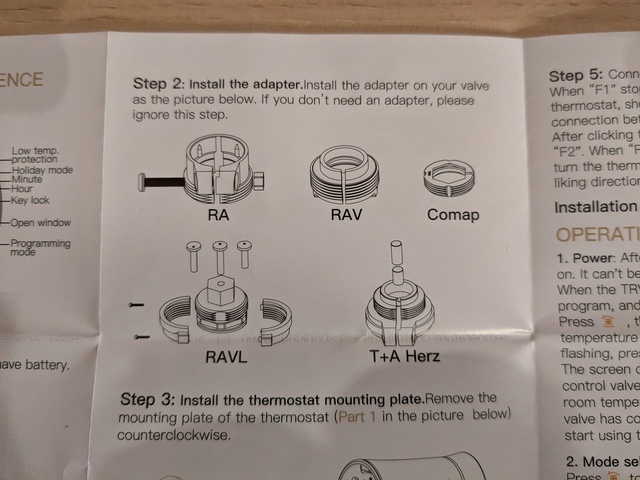 ENCE
Low temp.
protection
Holiday mode
Minute
Hour
Key lock
Open window
Programming
mode
have battery.
Step 2: Install the adapter.Install the adapter on your valve
as the picture below. If you don't need an adapter, please
ignore this step.
RA
RAV
Comap
RAVL
T+A Herz
Step 3: Install the thermostat mounting plate.Remove the
mounting plate of the thermostat (Part 1 in the picture below)
counterclockwise.
Step 5: Conn
When "F1" sto
thermostat, sh
connection be
After clicking
"F2". When "F
turn the therm
liking direction
Installation
OPERATI
1. Power: Aft
on. It can't be
When the TRV
program, and
Press , th
temperature
flashing, pres
The screen
control valve
room tempe
valve has co
start using t
2. Mode sel
Press to